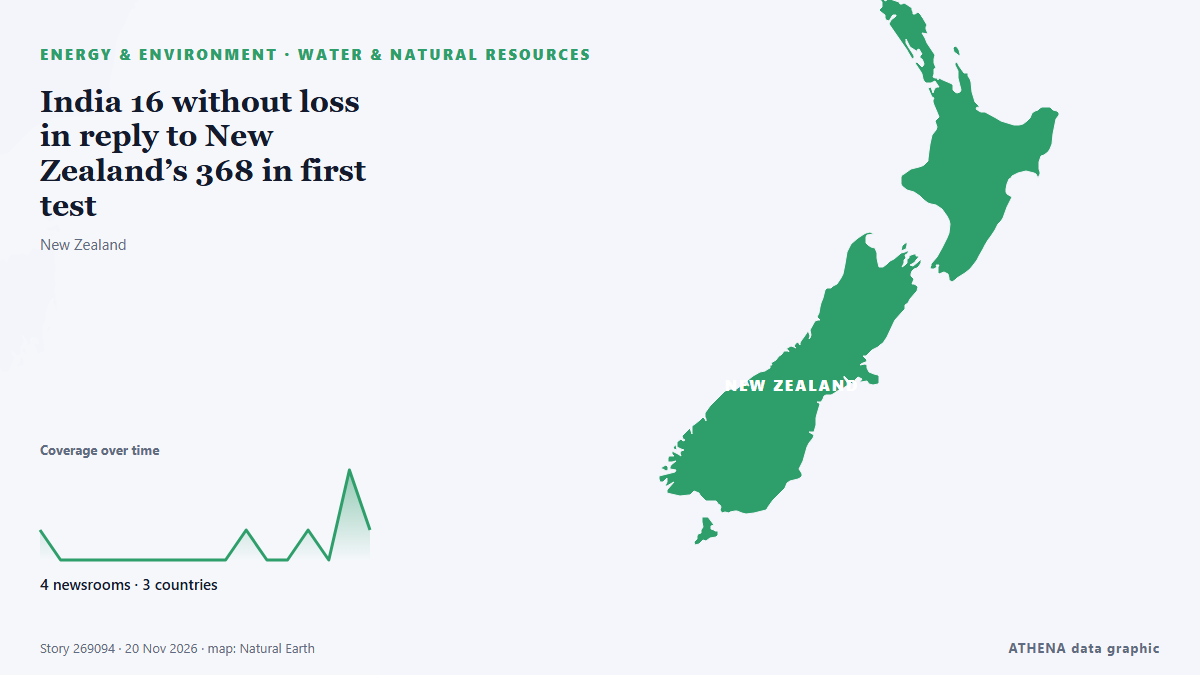 ENERGY & ENVIRONMENT · WATER & NATURAL RESOURCES
India 16 without loss
in reply to New
Zealand’s 368 in first
test
New Zealand
NEW ZEALAND
Coverage over time
4 newsrooms · 3 countries
Story 269094 · 20 Nov 2026 · map: Natural Earth
ATHENA data graphic